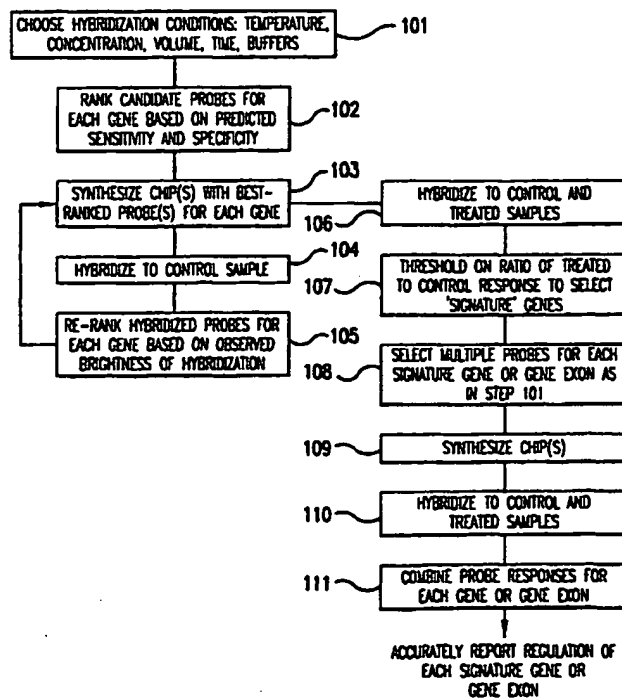 CHOOSE HYBRIDIZATION CONDITIONS: TEMPERATURE,
CONCENTRATION, VOLUME, TIME, BUFFERS
101
RANK CANDIDATE PROBES FOR
EACH GENE BASED ON PREDICTED
SENSITIVITY AND SPECIFICITY
102
SYNTHESIZE CHIP(S) WITH BEST-
RANKED PROBE(S) FOR EACH GENE
103
HYBRIDIZE TO CONTROL SAMPLE
104
RE-RANK HYBRIDIZED PROBES FOR
EACH GENE BASED ON OBSERVED
BRIGHTNESS OF HYBRIDIZATION
105
HYBRIDIZE TO CONTROL AND
TREATED SAMPLES
106
THRESHOLD ON RATIO OF TREATED
TO CONTROL RESPONSE TO SELECT
'SIGNATURE' GENES
107
SELECT MULTIPLE PROBES FOR EACH
SIGNATURE GENE OR GENE EXON AS
IN STEP 101
108
SYNTHESIZE CHIP(S)
109
HYBRIDIZE TO CONTROL AND
TREATED SAMPLES
110
COMBINE PROBE RESPONSES FOR
EACH GENE OR GENE EXON
111
ACCURATELY REPORT REGULATION OF
EACH SIGNATURE GENE OR
GENE EXON